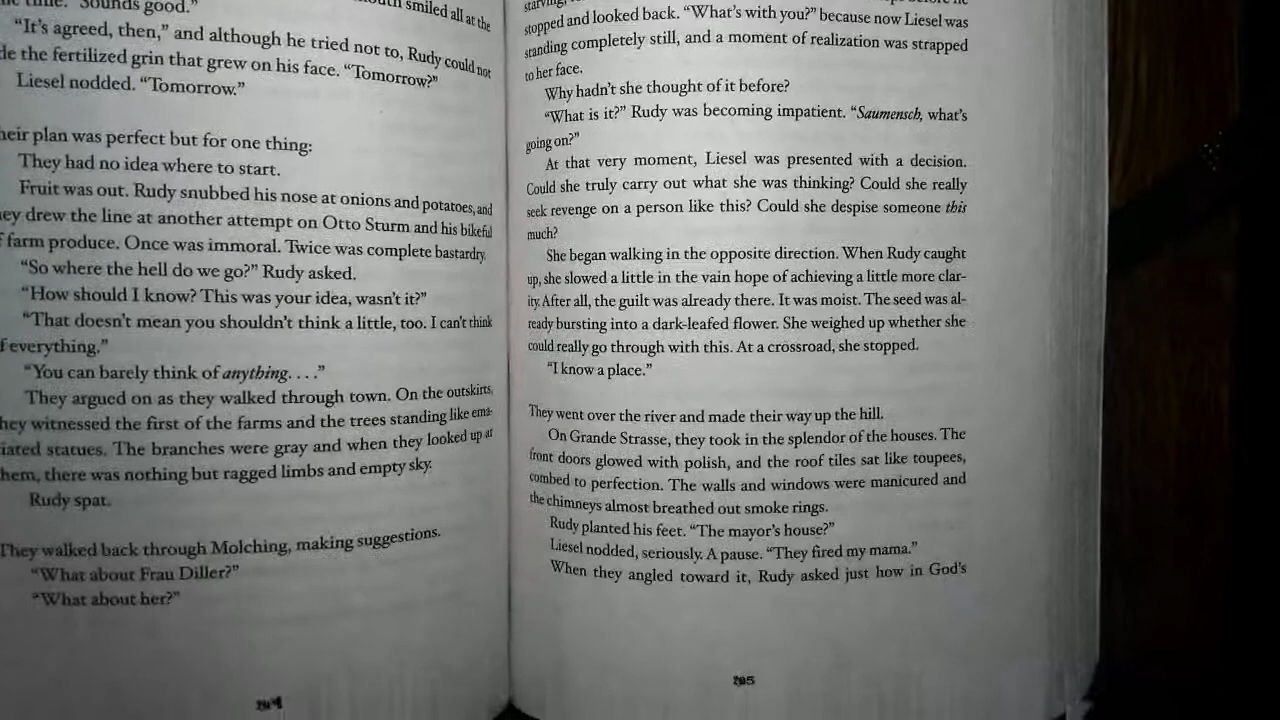 "Sounds good."
smiled all at the
"It's agreed, then," and although he tried not to, Rudy could not
the fertilized grin that grew on his face. "Tomorrow?"
Liesel nodded. "Tomorrow."
heir plan was perfect but for one thing:
They had no idea where to start.
Fruit was out. Rudy snubbed his nose at onions and potatoes, and
ey drew the line at another attempt on Otto Sturm and his bikeful
f farm produce. Once was immoral. Twice was complete bastardry.
"So where the hell do we go?" Rudy asked.
"How should I know? This was your idea, wasn't it?"
"That doesn't mean you shouldn't think a little, too. I can't think
f everything."
"You can barely think of anything. . . ."
They argued on as they walked through town. On the outskirts,
hey witnessed the first of the farms and the trees standing like ema-
iated statues. The branches were gray and when they looked up at
hem, there was nothing but ragged limbs and empty sky.
Rudy spat.
They walked back through Molching, making suggestions.
"What about Frau Diller?"
"What about her?"
starving,
stopped and looked back. "What's with you?" because now Liesel was
standing completely still, and a moment of realization was strapped
to her face.
Why hadn't she thought of it before?
"What is it?" Rudy was becoming impatient. "Saumensch, what's
going on?"
At that very moment, Liesel was presented with a decision.
Could she truly carry out what she was thinking? Could she really
seek revenge on a person like this? Could she despise someone this
much?
She began walking in the opposite direction. When Rudy caught
up, she slowed a little in the vain hope of achieving a little more clar-
ity. After all, the guilt was already there. It was moist. The seed was al-
ready bursting into a dark-leafed flower. She weighed up whether she
could really go through with this. At a crossroad, she stopped.
"I know a place."
They went over the river and made their way up the hill.
On Grande Strasse, they took in the splendor of the houses. The
front doors glowed with polish, and the roof tiles sat like toupees,
combed to perfection. The walls and windows were manicured and
the chimneys almost breathed out smoke rings.
Rudy planted his feet. "The mayor's house?"
Liesel nodded, seriously. A pause. "They fired my mama."
When they angled toward it, Rudy asked just how in God's